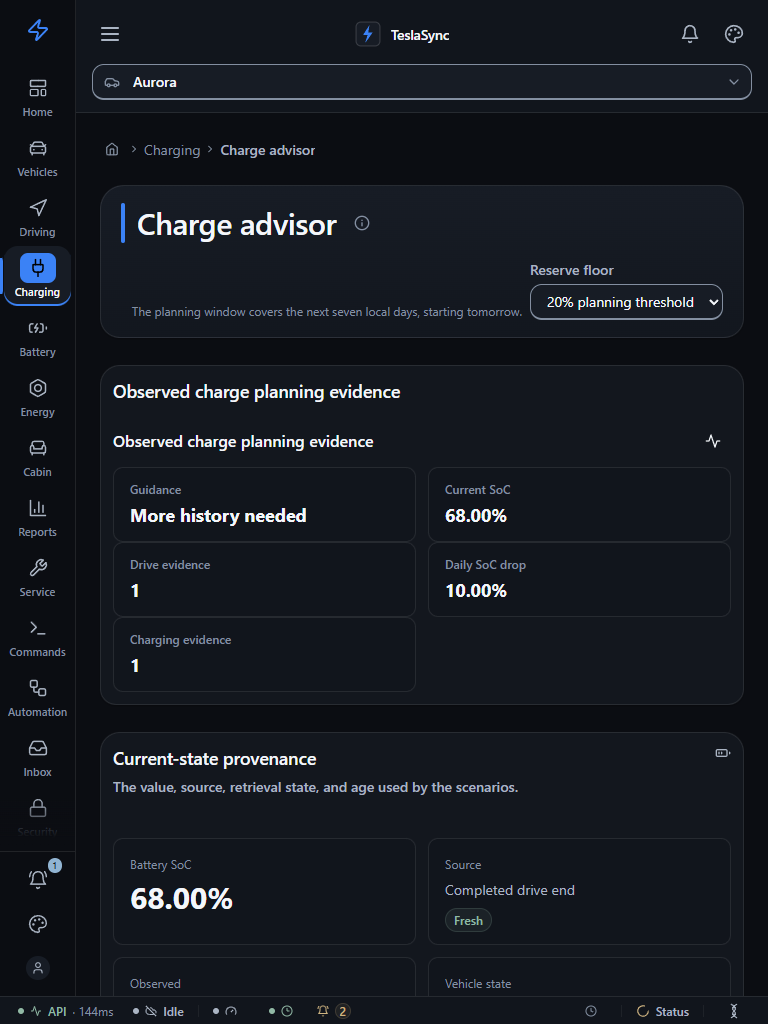 TeslaSync
Aurora
Home
Vehicles
Driving
Charging
Battery
Energy
Cabin
Reports
Service
Commands
Automation
Inbox
Security
1
Charging
Charge advisor
Charge advisor
Reserve floor
The planning window covers the next seven local days, starting tomorrow.
20% planning threshold
Observed charge planning evidence
Observed charge planning evidence
Guidance
More history needed
Current SoC
68.00%
Drive evidence
1
Daily SoC drop
10.00%
Charging evidence
1
Current-state provenance
The value, source, retrieval state, and age used by the scenarios.
Battery SoC
68.00%
Source
Completed drive end
Fresh
Observed
Vehicle state
API · 144ms
Idle
2
Status